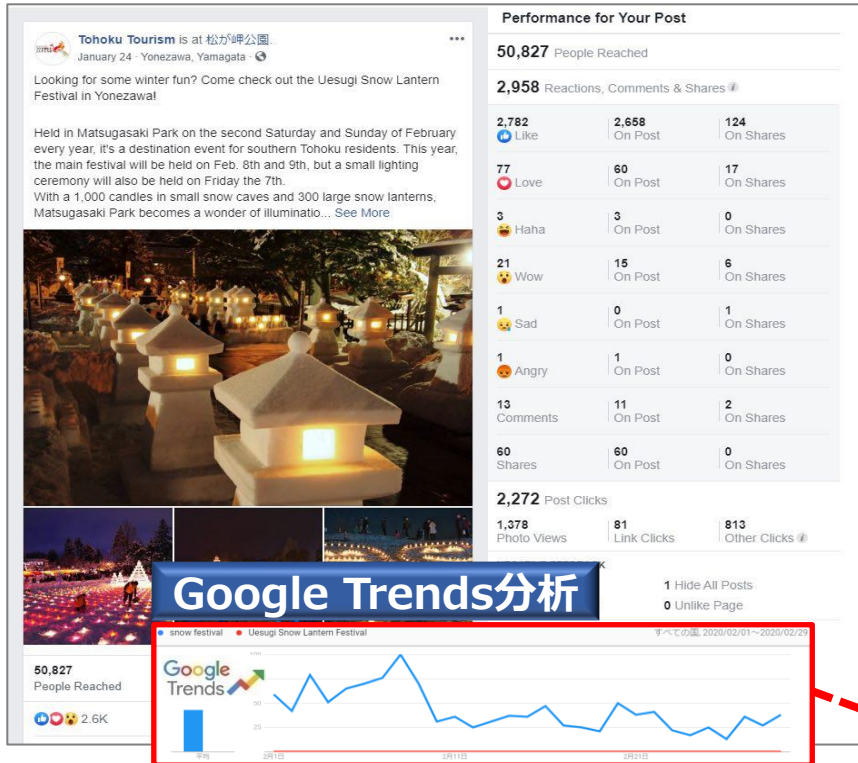 Tohoku Tourism is at 松が岬公園.
January 24 · Yonezawa, Yamagata ·
Looking for some winter fun? Come check out the Uesugi Snow Lantern
Festival in Yonezawa!
Held in Matsugasaki Park on the second Saturday and Sunday of February
every year, it's a destination event for southern Tohoku residents. This year,
the main festival will be held on Feb. 8th and 9th, but a small lighting
ceremony will also be held on Friday the 7th.
With a 1,000 candles in small snow caves and 300 large snow lanterns,
Matsugasaki Park becomes a wonder of illuminatio... See More
50,827
People Reached
2.6K
Performance for Your Post
50,827 People Reached
2,958 Reactions, Comments & Shares
2,782 2,658 124
Like On Post On Shares
77 60 17
Love On Post On Shares
3 3 0
Haha On Post On Shares
21 15 6
Wow On Post On Shares
1 0 1
Sad On Post On Shares
1 1 0
Angry On Post On Shares
13 11 2
Comments On Post On Shares
60 60 0
Shares On Post On Shares
2,272 Post Clicks
1,378 81 813
Photo Views Link Clicks Other Clicks
1 Hide All Posts
0 Unlike Page
Google Trends分析
snow festival Uesugi Snow Lantern Festival すべての国, 2020/02/01～2020/02/29
Google
Trends
100
50
25
平均 2月1日 2月11日 2月21日